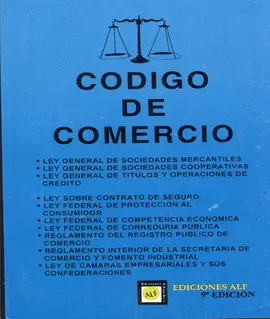 CODIGO
DE
COMERCIO
• LEY GENERAL DE SOCIEDADES MERCANTILES
• LEY GENERAL DE SOCIEDADES COOPERATIVAS
• LEY GENERAL DE TITULOS Y OPERACIONES DE
CREDITO
• LEY SOBRE CONTRATO DE SEGURO
• LEY FEDERAL DE PROTECCION AL
CONSUMIDOR
• LEY FEDERAL DE COMPETENCIA ECONOMICA
• LEY FEDERAL DE CORREDURIA PUBLICA
• REGLAMENTO DEL REGISTRO PUBLICO DE
COMERCIO
• REGLAMENTO INTERIOR DE LA SECRETARIA DE
COMERCIO Y FOMENTO INDUSTRIAL
• LEY DE CAMARAS EMPRESARIALES Y SUS
CONFEDERACIONES
ALF
EDICIONES ALF
9ª EDICION